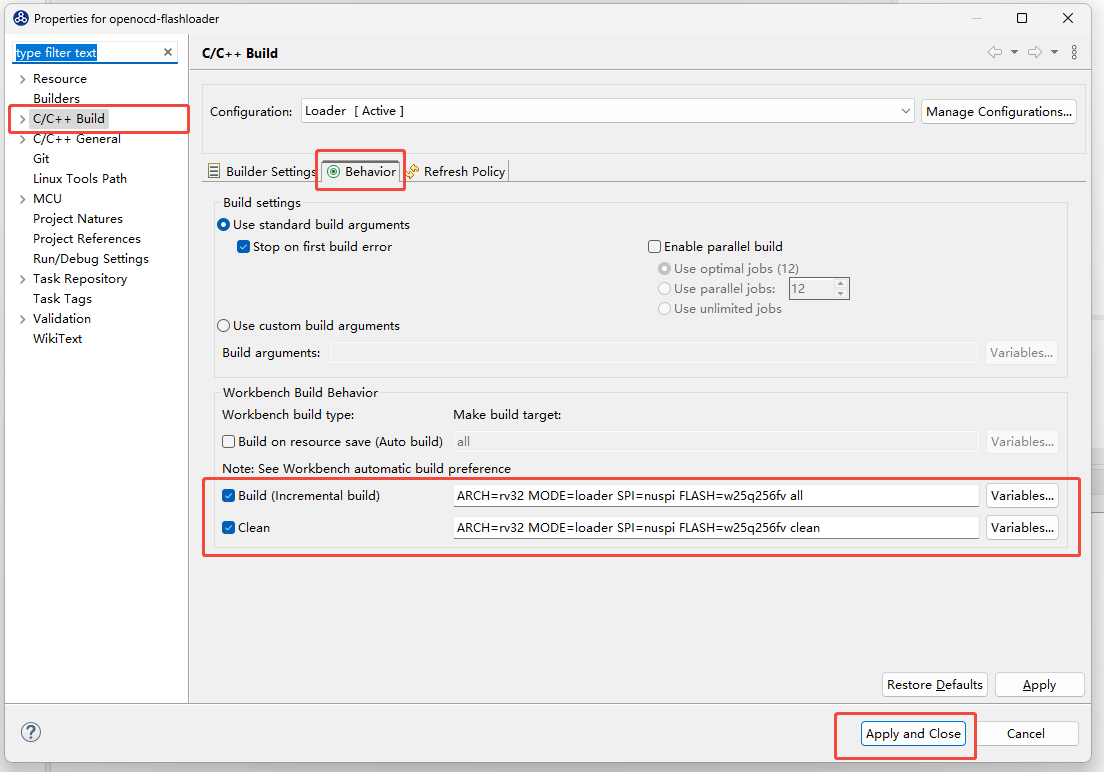 Properties for openocd-flashloader
type filter text
Resource
Builders
C/C++ Build
C/C++ General
Git
Linux Tools Path
MCU
Project Natures
Project References
Run/Debug Settings
Task Repository
Task Tags
Validation
WikiText
C/C++ Build
Configuration: Loader [ Active ] Manage Configurations...
Builder Settings Behavior Refresh Policy
Build settings
Use standard build arguments
Stop on first build error Enable parallel build
Use optimal jobs (12)
Use parallel jobs: 12
Use unlimited jobs
Use custom build arguments
Build arguments: Variables...
Workbench Build Behavior
Workbench build type: Make build target:
Build on resource save (Auto build) all Variables...
Note: See Workbench automatic build preference
Build (Incremental build) ARCH=rv32 MODE=loader SPI=nuspi FLASH=w25q256fv all Variables...
Clean ARCH=rv32 MODE=loader SPI=nuspi FLASH=w25q256fv clean Variables...
Restore Defaults Apply
? Apply and Close Cancel